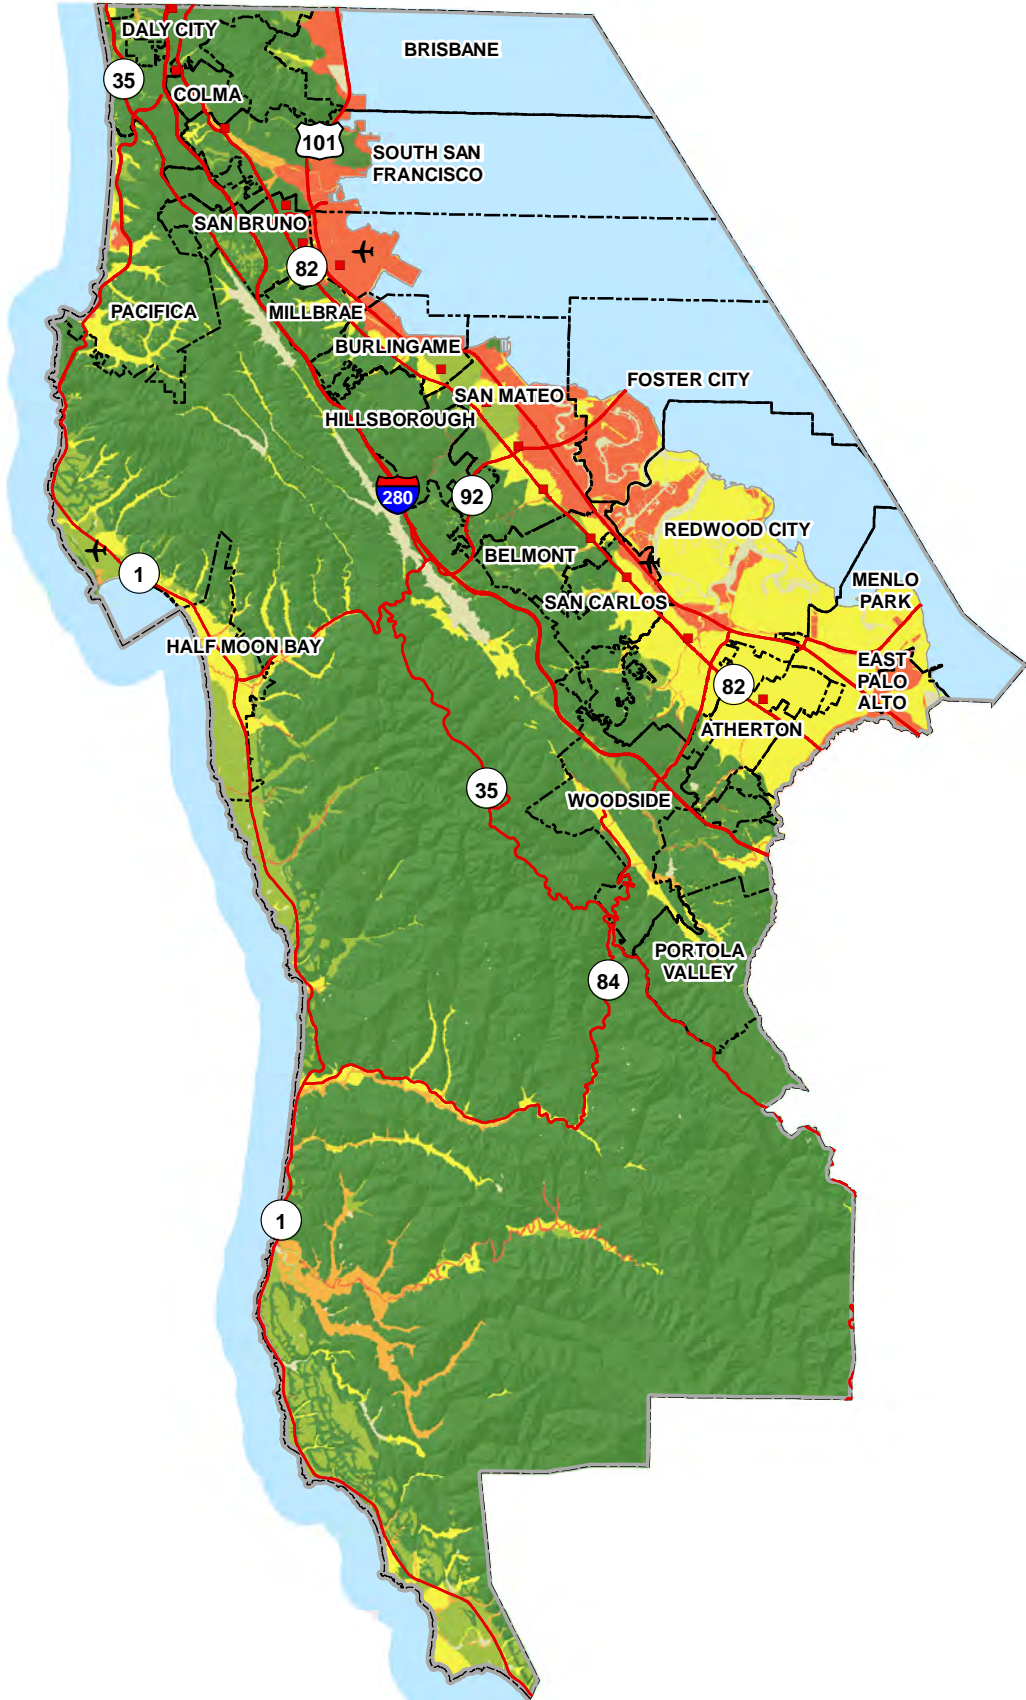 DALY CITY
BRISBANE
35
COLMA
101
SOUTH SAN
FRANCISCO
SAN BRUNO
82
PACIFICA
MILLBRAE
BURLINGAME
FOSTER CITY
SAN MATEO
HILLSBOROUGH
280
92
REDWOOD CITY
BELMONT
1
MENLO
PARK
SAN CARLOS
HALF MOON BAY
EAST
PALO
ALTO
82
ATHERTON
35
WOODSIDE
PORTOLA
VALLEY
84
1